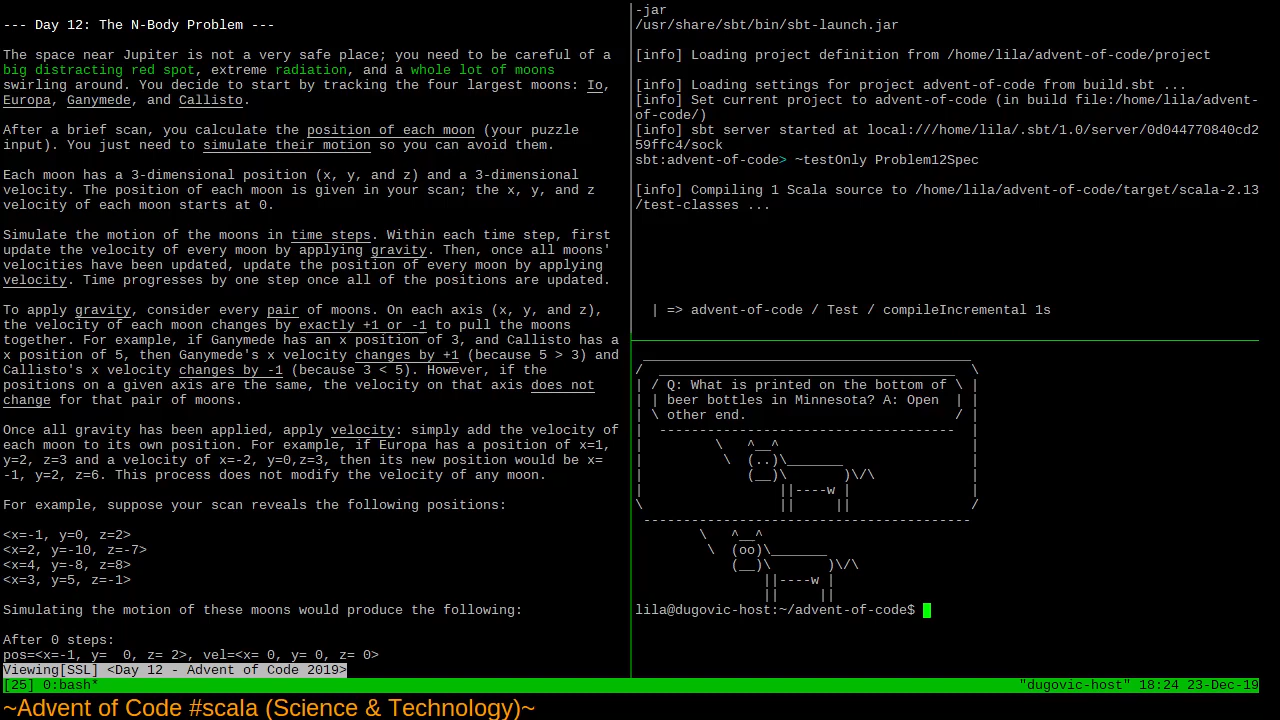 --- Day 12: The N-Body Problem ---
The space near Jupiter is not a very safe place; you need to be careful of a
big distracting red spot, extreme radiation, and a whole lot of moons
swirling around. You decide to start by tracking the four largest moons: Io,
Europa, Ganymede, and Callisto.
After a brief scan, you calculate the position of each moon (your puzzle
input). You just need to simulate their motion so you can avoid them.
Each moon has a 3-dimensional position (x, y, and z) and a 3-dimensional
velocity. The position of each moon is given in your scan; the x, y, and z
velocity of each moon starts at 0.
Simulate the motion of the moons in time steps. Within each time step, first
update the velocity of every moon by applying gravity. Then, once all moons'
velocities have been updated, update the position of every moon by applying
velocity. Time progresses by one step once all of the positions are updated.
To apply gravity, consider every pair of moons. On each axis (x, y, and z),
the velocity of each moon changes by exactly +1 or -1 to pull the moons
together. For example, if Ganymede has an x position of 3, and Callisto has a
x position of 5, then Ganymede's x velocity changes by +1 (because 5 > 3) and
Callisto's x velocity changes by -1 (because 3 < 5). However, if the
positions on a given axis are the same, the velocity on that axis does not
change for that pair of moons.
Once all gravity has been applied, apply velocity: simply add the velocity of
each moon to its own position. For example, if Europa has a position of x=1,
y=2, z=3 and a velocity of x=-2, y=0,z=3, then its new position would be x=
-1, y=2, z=6. This process does not modify the velocity of any moon.
For example, suppose your scan reveals the following positions:
<x=-1, y=0, z=2>
<x=2, y=-10, z=-7>
<x=4, y=-8, z=8>
<x=3, y=5, z=-1>
Simulating the motion of these moons would produce the following:
After 0 steps:
pos=<x=-1, y=  0, z= 2>, vel=<x= 0, y= 0, z= 0>
Viewing[SSL] <Day 12 - Advent of Code 2019>
-jar
/usr/share/sbt/bin/sbt-launch.jar
[info] Loading project definition from /home/lila/advent-of-code/project
[info] Loading settings for project advent-of-code from build.sbt ...
[info] Set current project to advent-of-code (in build file:/home/lila/advent-
of-code/)
[info] sbt server started at local:///home/lila/.sbt/1.0/server/0d044770840cd2
59ffc4/sock
sbt:advent-of-code> ~testOnly Problem12Spec
[info] Compiling 1 Scala source to /home/lila/advent-of-code/target/scala-2.13
/test-classes ...
| => advent-of-code / Test / compileIncremental 1s
 _________________________________________
/  _____________________________________  \
| / Q: What is printed on the bottom of \ |
| | beer bottles in Minnesota? A: Open  | |
| \ other end.                          / |
|  -------------------------------------  |
|         \   ^__^                        |
|          \  (..)\_______                |
|             (__)\       )\/\            |
|                 ||----w |               |
\                 ||     ||               /
 -----------------------------------------
        \   ^__^
         \  (oo)\_______
            (__)\       )\/\
                ||----w |
                ||     ||
lila@dugovic-host:~/advent-of-code$
[25] 0:bash* "dugovic-host" 18:24 23-Dec-19
~Advent of Code #scala (Science & Technology)~